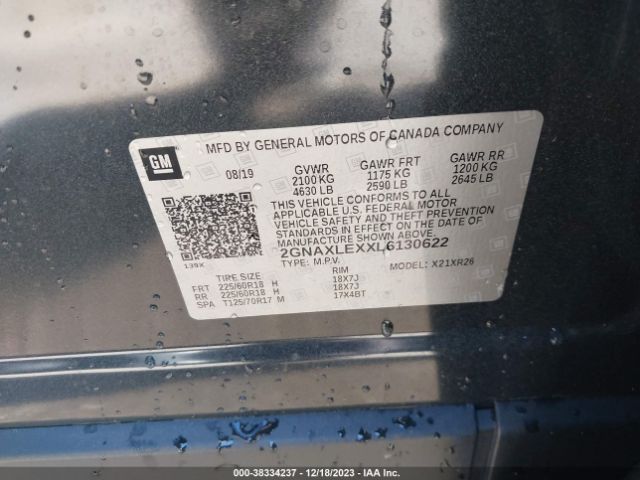 MFD BY GENERAL MOTORS OF CANADA COMPANY
GM
08/19 GVWR GAWR FRT GAWR RR
2100 KG 1175 KG 1200 KG
4630 LB 2590 LB 2645 LB
THIS VEHICLE CONFORMS TO ALL
APPLICABLE U.S. FEDERAL MOTOR
VEHICLE SAFETY AND THEFT PREVENTION
STANDARDS IN EFFECT ON THE DATE OF
MANUFACTURE SHOWN ABOVE.
2GNAXLEXXL6130622
139X TYPE: M.P.V. MODEL: X21XR26
TIRE SIZE RIM
FRT 225/60R18 H 18X7J
RR 225/60R18 H 18X7J
SPA T125/70R17 M 17X4BT
000-38334237 - 12/18/2023 - IAA Inc.